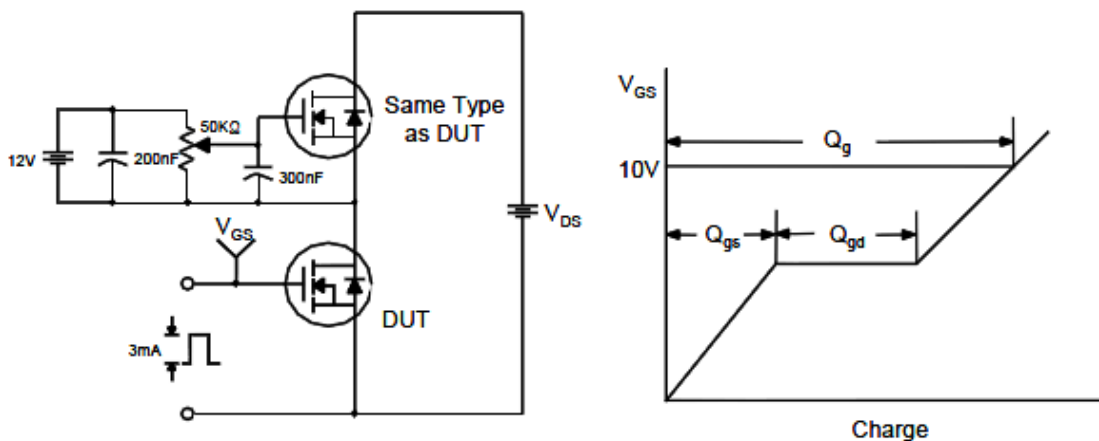 Same Type
as DUT
50KΩ
12V
200nF
300nF
V_GS
V_DS
DUT
3mA
V_GS
Q_g
10V
Q_gs
Q_gd
Charge